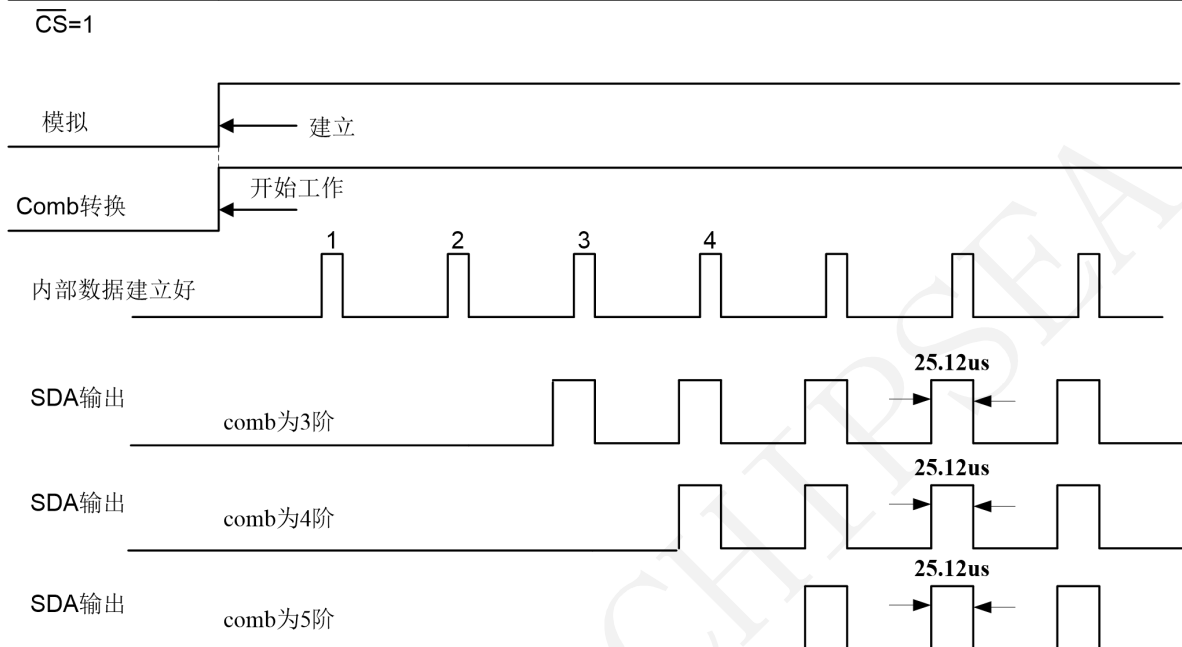 CS=1
模拟
建立
Comb转换
开始工作
1 2 3 4
内部数据建立好
25.12us
SDA输出
comb为3阶
25.12us
SDA输出
comb为4阶
25.12us
SDA输出
comb为5阶
CHIPSEA